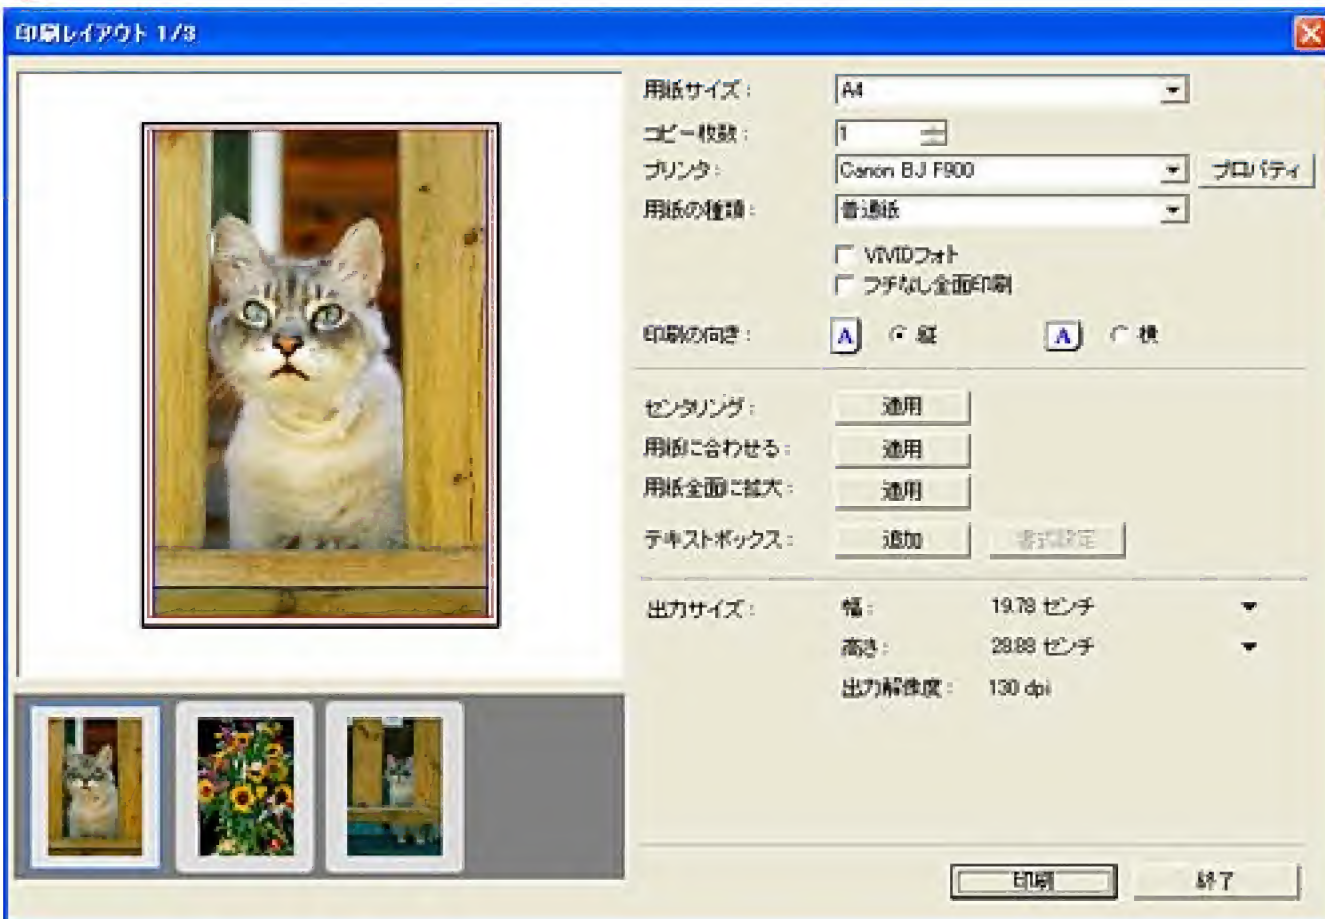 印刷レイアウト 1/3
用紙サイズ： A4
コピー枚数： 1
プリンタ： Canon BJ F900 プロパティ
用紙の種類： 普通紙
VIVIDフォト
フチなし全面印刷
印刷の向き： A 縦 A 横
センタリング： 適用
用紙に合わせる： 適用
用紙全面に拡大： 適用
テキストボックス： 追加 書式設定
出力サイズ： 幅： 19.78 センチ
高さ： 28.88 センチ
出力解像度： 130 dpi
印刷 終了